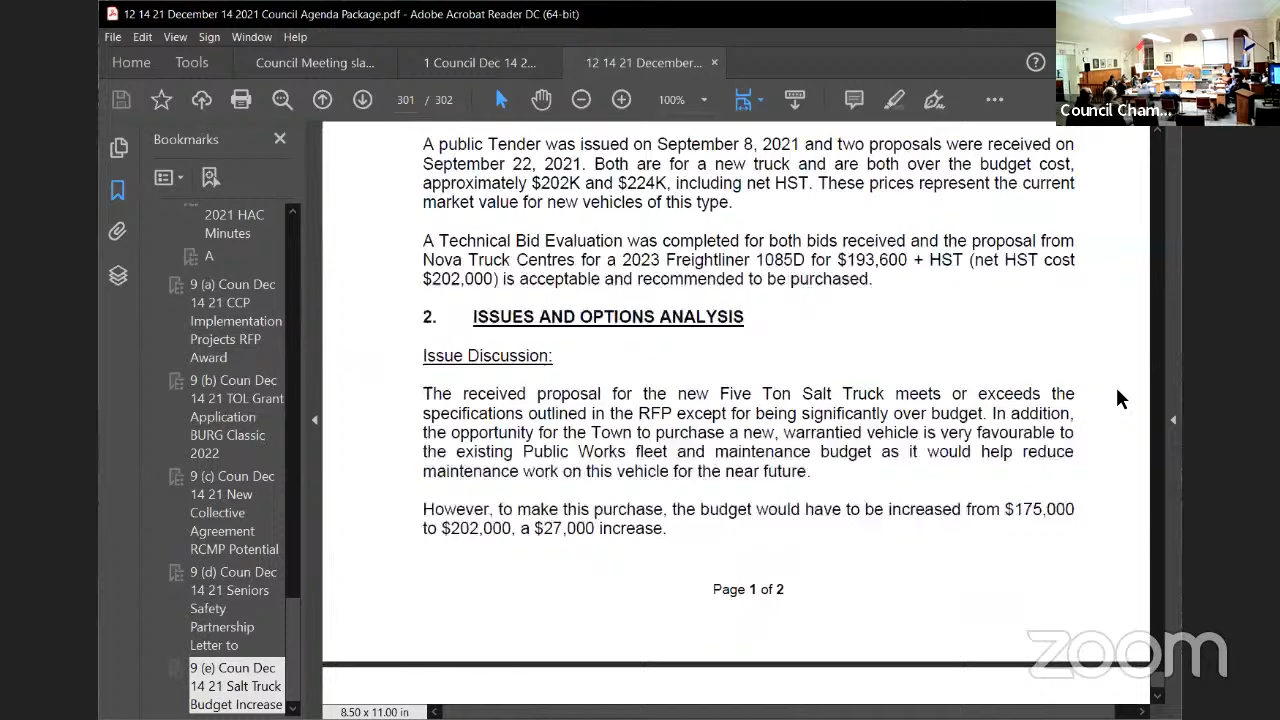 12 14 21 December 14 2021 Council Agenda Package.pdf - Adobe Acrobat Reader DC (64-bit)
File Edit View Sign Window Help
Home Tools Council Meeting sla... 1 Council Dec 14 2... 12 14 21 December... ×
301 / 302 100%
Council Cham...
Bookmarks
2021 HAC
Minutes
A
9 (a) Coun Dec
14 21 CCP
Implementation
Projects RFP
Award
9 (b) Coun Dec
14 21 TOL Grant
Application
BURG Classic
2022
9 (c) Coun Dec
14 21 New
Collective
Agreement
RCMP Potential
9 (d) Coun Dec
14 21 Seniors
Safety
Partnership
Letter to
9 (e) Coun Dec
14 21 Salt Truck
Budget Increase
A public Tender was issued on September 8, 2021 and two proposals were received on
September 22, 2021. Both are for a new truck and are both over the budget cost,
approximately $202K and $224K, including net HST. These prices represent the current
market value for new vehicles of this type.
A Technical Bid Evaluation was completed for both bids received and the proposal from
Nova Truck Centres for a 2023 Freightliner 1085D for $193,600 + HST (net HST cost
$202,000) is acceptable and recommended to be purchased.
2. ISSUES AND OPTIONS ANALYSIS
Issue Discussion:
The received proposal for the new Five Ton Salt Truck meets or exceeds the
specifications outlined in the RFP except for being significantly over budget. In addition,
the opportunity for the Town to purchase a new, warrantied vehicle is very favourable to
the existing Public Works fleet and maintenance budget as it would help reduce
maintenance work on this vehicle for the near future.
However, to make this purchase, the budget would have to be increased from $175,000
to $202,000, a $27,000 increase.
Page 1 of 2
zoom
8.50 x 11.00 in